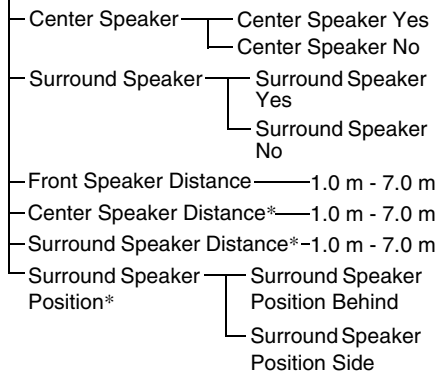 Center Speaker Center Speaker Yes
Center Speaker No
Surround Speaker Surround Speaker
Yes
Surround Speaker
No
Front Speaker Distance 1.0 m - 7.0 m
Center Speaker Distance* 1.0 m - 7.0 m
Surround Speaker Distance* 1.0 m - 7.0 m
Surround Speaker Surround Speaker
Position* Position Behind
Surround Speaker
Position Side